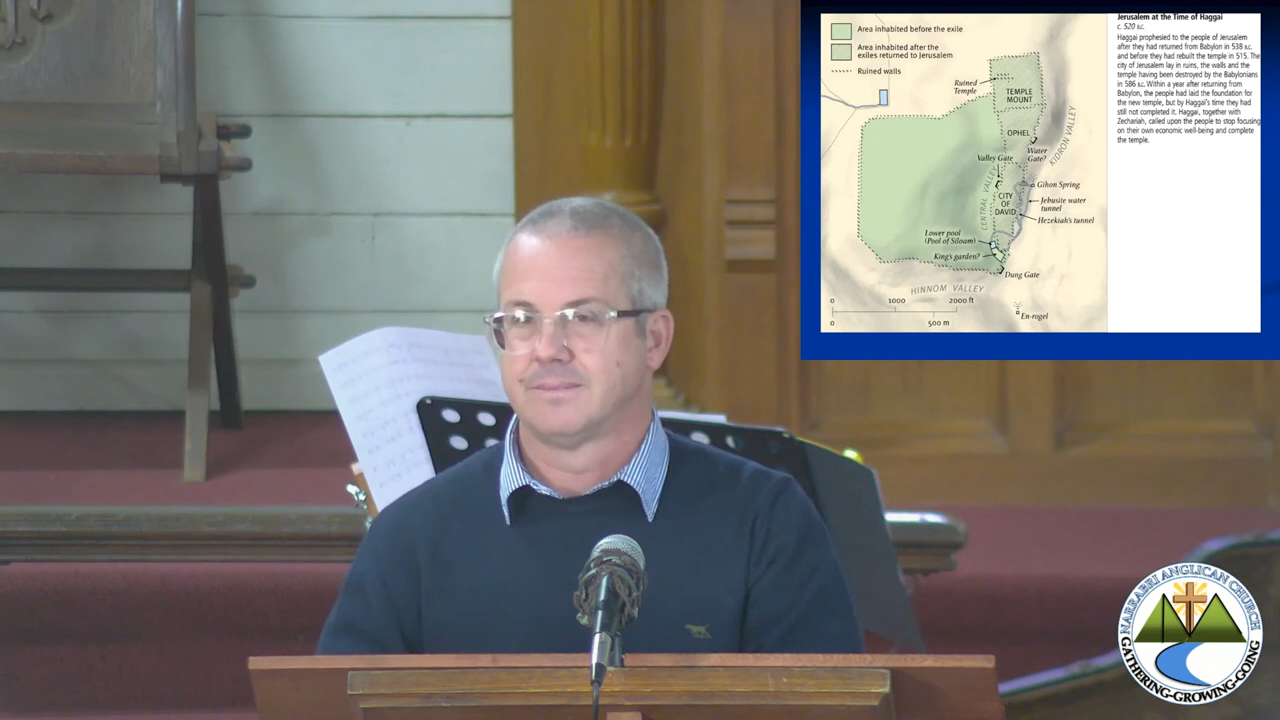 Area inhabited before the exile
Area inhabited after the
exiles returned to Jerusalem
Ruined walls
Ruined
Temple
TEMPLE
MOUNT
OPHEL
Water
Gate?
KIDRON VALLEY
Valley Gate
CENTRAL VALLEY
Gihon Spring
CITY
OF
DAVID
Jebusite water
tunnel
Hezekiah's tunnel
Lower pool
(Pool of Siloam)
King's garden?
Dung Gate
HINNOM VALLEY
En-rogel
0 1000 2000 ft
0 500 m
Jerusalem at the Time of Haggai
c. 520 B.C.
Haggai prophesied to the people of Jerusalem
after they had returned from Babylon in 538 B.C.
and before they had rebuilt the temple in 515. The
city of Jerusalem lay in ruins, the walls and the
temple having been destroyed by the Babylonians
in 586 B.C. Within a year after returning from
Babylon, the people had laid the foundation for
the new temple, but by Haggai's time they had
still not completed it. Haggai, together with
Zechariah, called upon the people to stop focusing
on their own economic well-being and complete
the temple.
NARRABRI ANGLICAN CHURCH
GATHERING-GROWING-GOING